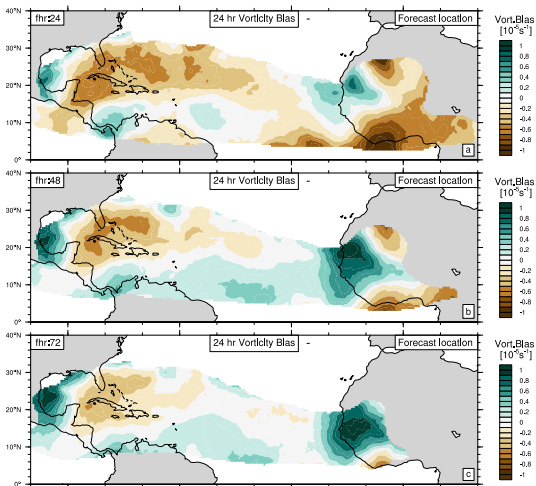 fhr:24 24 hr Vorticity Bias - Forecast location
Vort.Bias
[10⁻⁵s⁻¹]
40°N
30°N
20°N
10°N
0°
1
0.8
0.6
0.4
0.2
0
-0.2
-0.4
-0.6
-0.8
-1
a
fhr:48 24 hr Vorticity Bias - Forecast location
Vort.Bias
[10⁻⁵s⁻¹]
40°N
30°N
20°N
10°N
0°
1
0.8
0.6
0.4
0.2
0
-0.2
-0.4
-0.6
-0.8
-1
b
fhr:72 24 hr Vorticity Bias - Forecast location
Vort.Bias
[10⁻⁵s⁻¹]
40°N
30°N
20°N
10°N
0°
1
0.8
0.6
0.4
0.2
0
-0.2
-0.4
-0.6
-0.8
-1
c